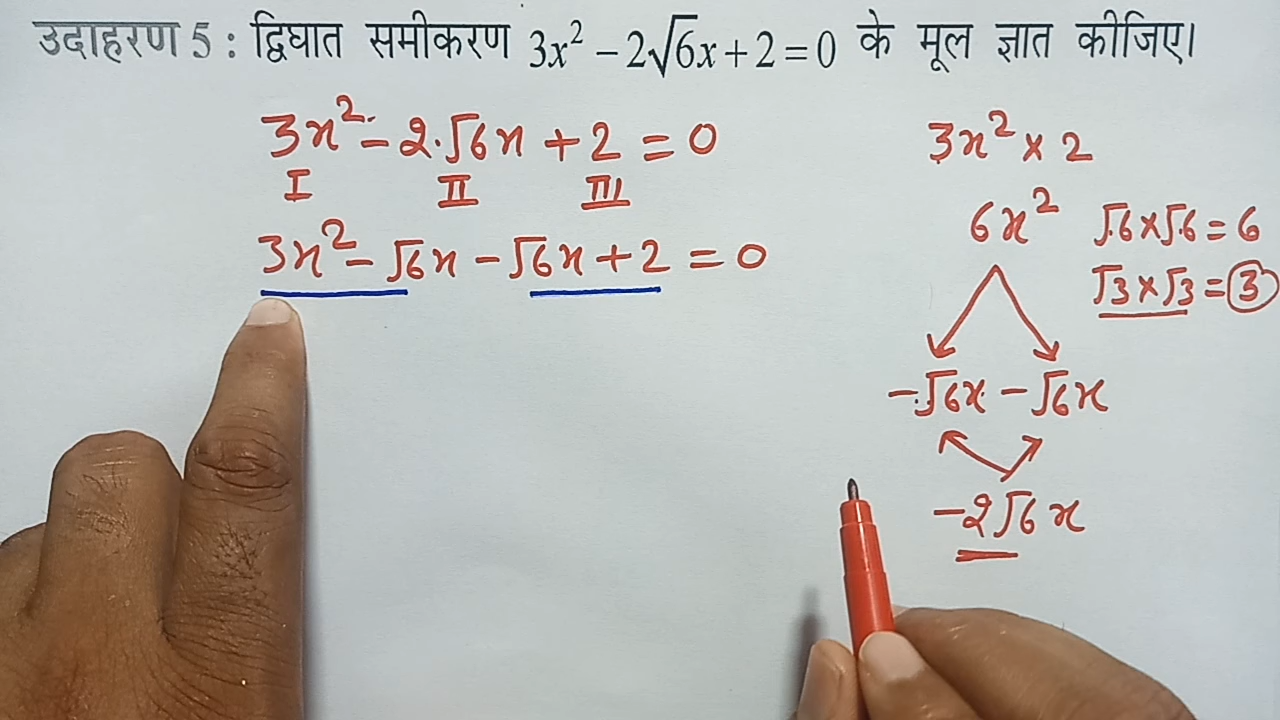 उदाहरण 5 : द्विघात समीकरण 3x² – 2√6x + 2 = 0 के मूल ज्ञात कीजिए।
3x² – 2·√6x + 2 = 0
I II III
3x² – √6x – √6x + 2 = 0
3x² × 2
6x²
√6 × √6 = 6
√3 × √3 = 3
–√6x – √6x
–2√6x